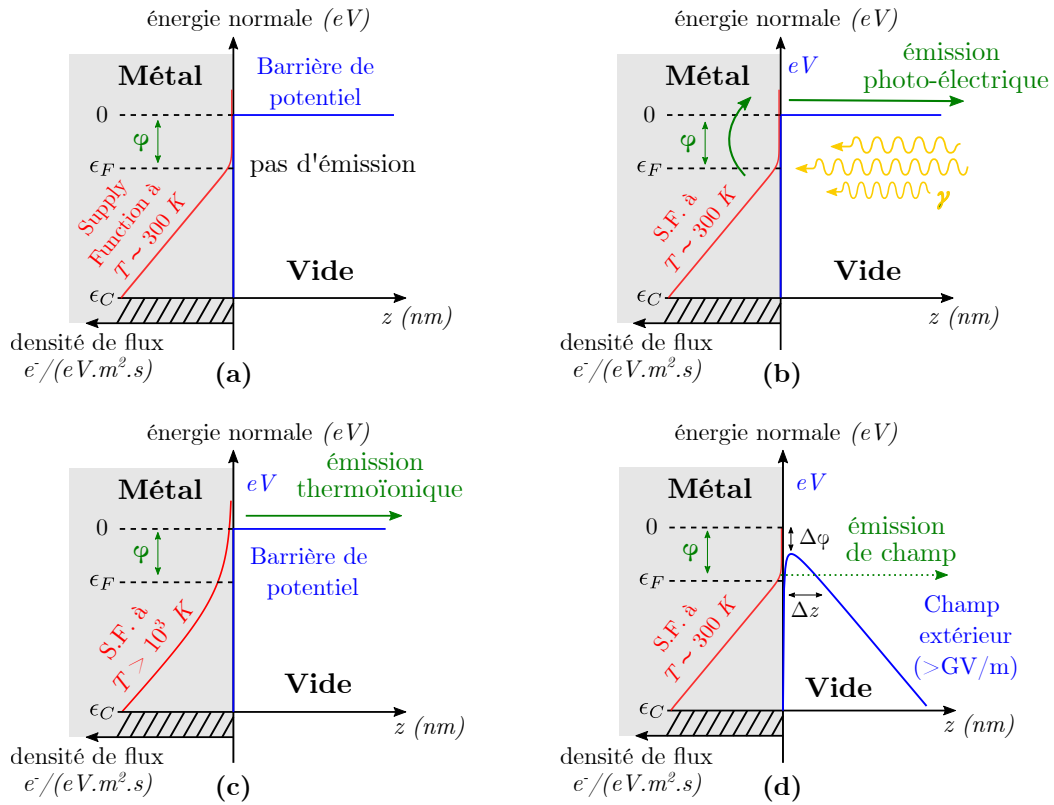 énergie normale (eV)
Métal
Barrière de
potentiel
0
φ
ϵF
pas d'émission
Supply
Function à
T ~ 300 K
Vide
ϵC
z (nm)
densité de flux
e⁻/(eV.m².s)
(a)
énergie normale (eV)
Métal
eV
émission
photo-électrique
0
φ
ϵF
γ
S.F. à
T ~ 300 K
Vide
ϵC
z (nm)
densité de flux
e⁻/(eV.m².s)
(b)
énergie normale (eV)
Métal
eV
émission
thermoïonique
0
φ
Barrière de
potentiel
ϵF
S.F. à
T > 10³ K
Vide
ϵC
z (nm)
densité de flux
e⁻/(eV.m².s)
(c)
énergie normale (eV)
Métal
eV
0
Δφ
émission
de champ
φ
ϵF
Δz
Champ
extérieur
(>GV/m)
S.F. à
T ~ 300 K
Vide
ϵC
z (nm)
densité de flux
e⁻/(eV.m².s)
(d)